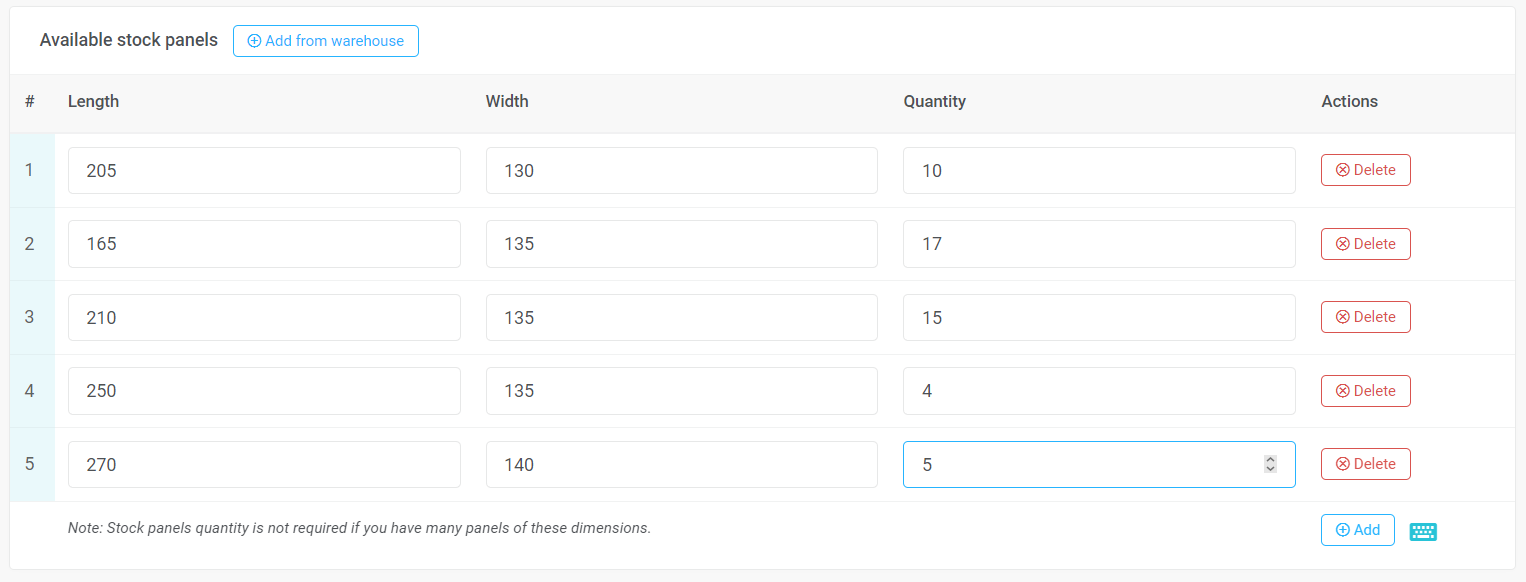 Available stock panels Add from warehouse
# Length Width Quantity Actions
1 205 130 10 Delete
2 165 135 17 Delete
3 210 135 15 Delete
4 250 135 4 Delete
5 270 140 5 Delete
Note: Stock panels quantity is not required if you have many panels of these dimensions. Add